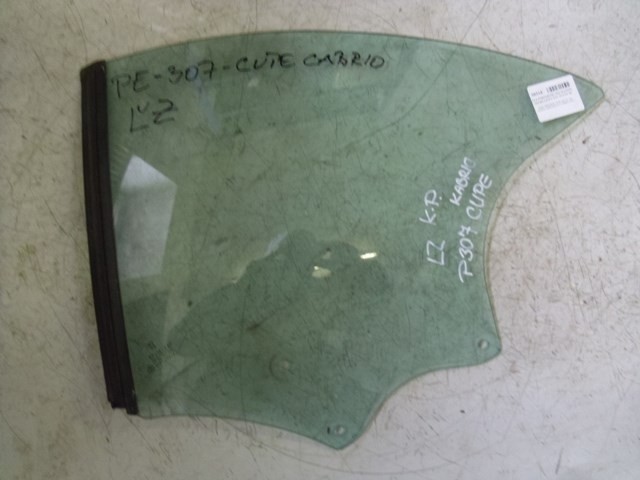 PE-307-CUTE CABRIO
LZ
LZ K.P.
KABRIO
P307 CUPE